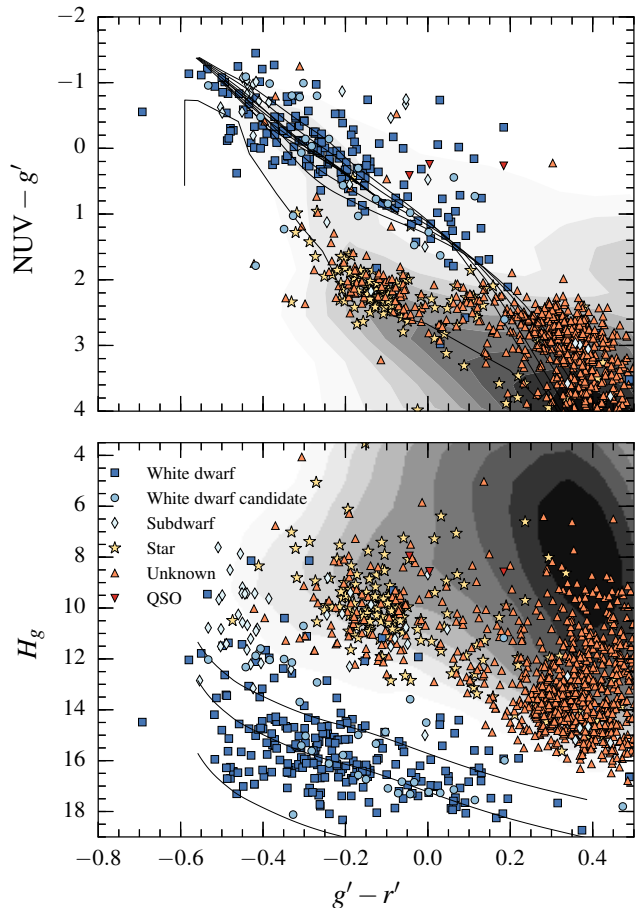 −2
−1
0
1
2
3
4
NUV − g′
4
6
8
10
12
14
16
18
H_g
White dwarf
White dwarf candidate
Subdwarf
Star
Unknown
QSO
−0.8 −0.6 −0.4 −0.2 0.0 0.2 0.4
g′ − r′